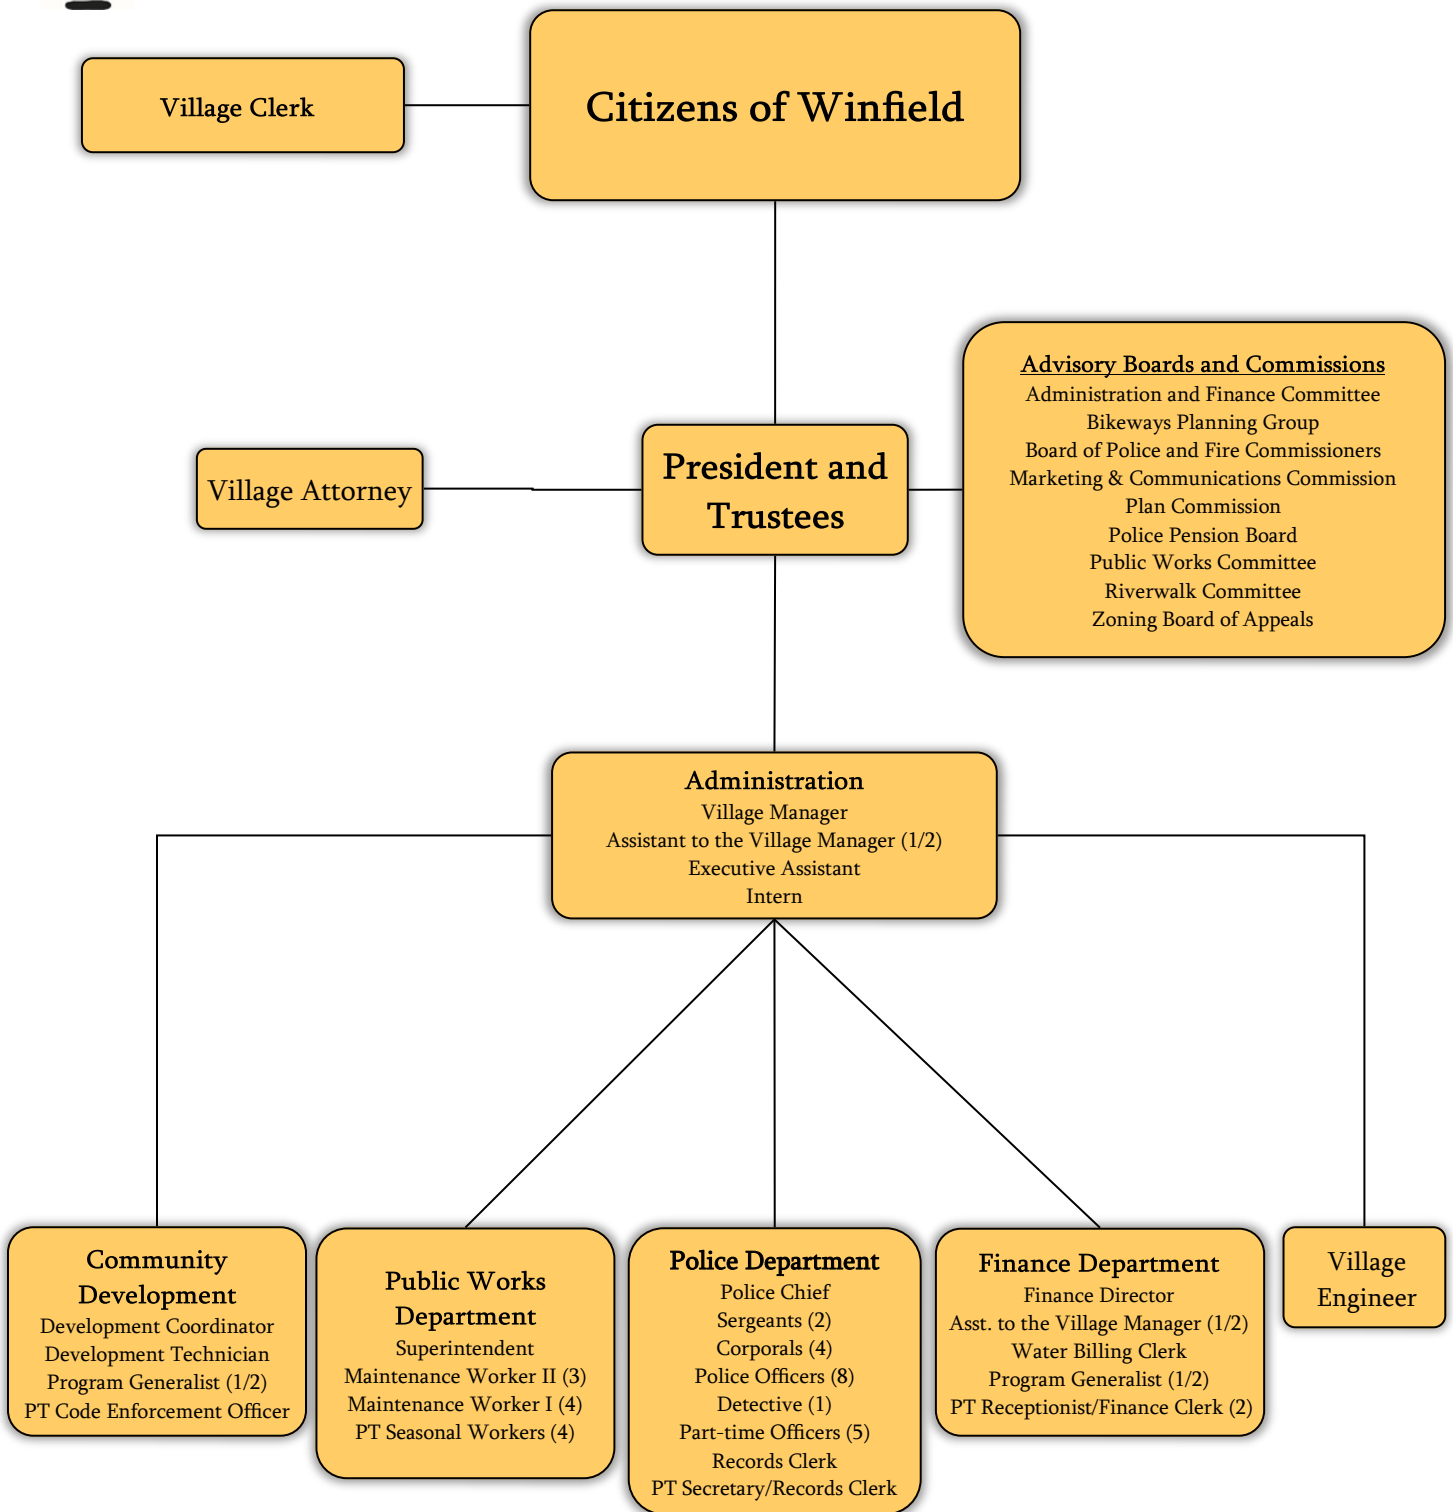 Village Clerk
Citizens of Winfield
Advisory Boards and Commissions
Administration and Finance Committee
Bikeways Planning Group
Board of Police and Fire Commissioners
Marketing & Communications Commission
Plan Commission
Police Pension Board
Public Works Committee
Riverwalk Committee
Zoning Board of Appeals
Village Attorney
President and
Trustees
Administration
Village Manager
Assistant to the Village Manager (1/2)
Executive Assistant
Intern
Community
Development
Development Coordinator
Development Technician
Program Generalist (1/2)
PT Code Enforcement Officer
Public Works
Department
Superintendent
Maintenance Worker II (3)
Maintenance Worker I (4)
PT Seasonal Workers (4)
Police Department
Police Chief
Sergeants (2)
Corporals (4)
Police Officers (8)
Detective (1)
Part-time Officers (5)
Records Clerk
PT Secretary/Records Clerk
Finance Department
Finance Director
Asst. to the Village Manager (1/2)
Water Billing Clerk
Program Generalist (1/2)
PT Receptionist/Finance Clerk (2)
Village
Engineer